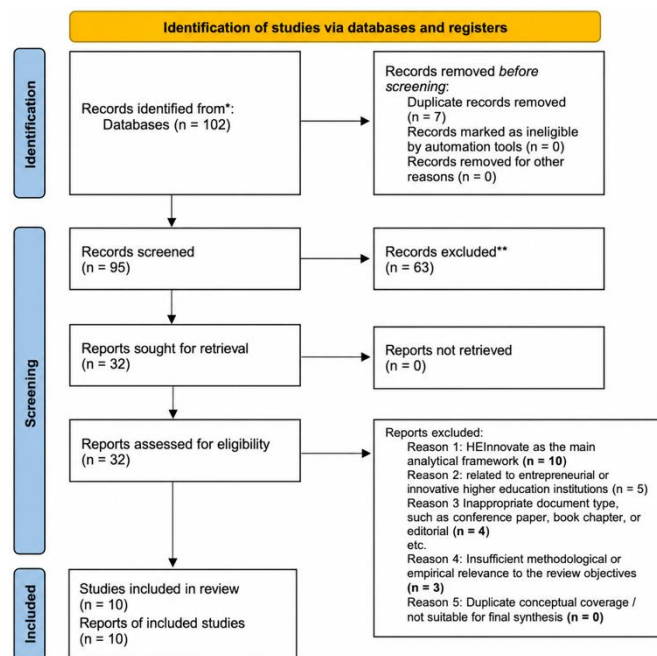 Identification of studies via databases and registers
Identification
Records identified from*:
Databases (n = 102)
Records removed before
screening:
Duplicate records removed
(n = 7)
Records marked as ineligible
by automation tools (n = 0)
Records removed for other
reasons (n = 0)
Screening
Records screened
(n = 95)
Records excluded**
(n = 63)
Reports sought for retrieval
(n = 32)
Reports not retrieved
(n = 0)
Reports assessed for eligibility
(n = 32)
Reports excluded:
Reason 1: HEInnovate as the main
analytical framework (n = 10)
Reason 2: related to entrepreneurial or
innovative higher education institutions (n = 5)
Reason 3 Inappropriate document type,
such as conference paper, book chapter, or
editorial (n = 4)
etc.
Reason 4: Insufficient methodological or
empirical relevance to the review objectives
(n = 3)
Reason 5: Duplicate conceptual coverage /
not suitable for final synthesis (n = 0)
Included
Studies included in review
(n = 10)
Reports of included studies
(n = 10)